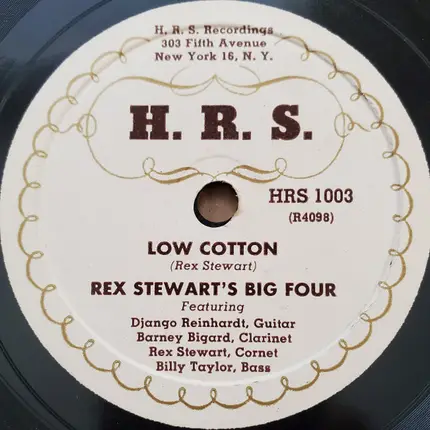 H. R. S. Recordings
303 Fifth Avenue
New York 16, N. Y.
H. R. S.
HRS 1003
(R4098)
LOW COTTON
(Rex Stewart)
REX STEWART'S BIG FOUR
Featuring
Django Reinhardt, Guitar
Barney Bigard, Clarinet
Rex Stewart, Cornet
Billy Taylor, Bass